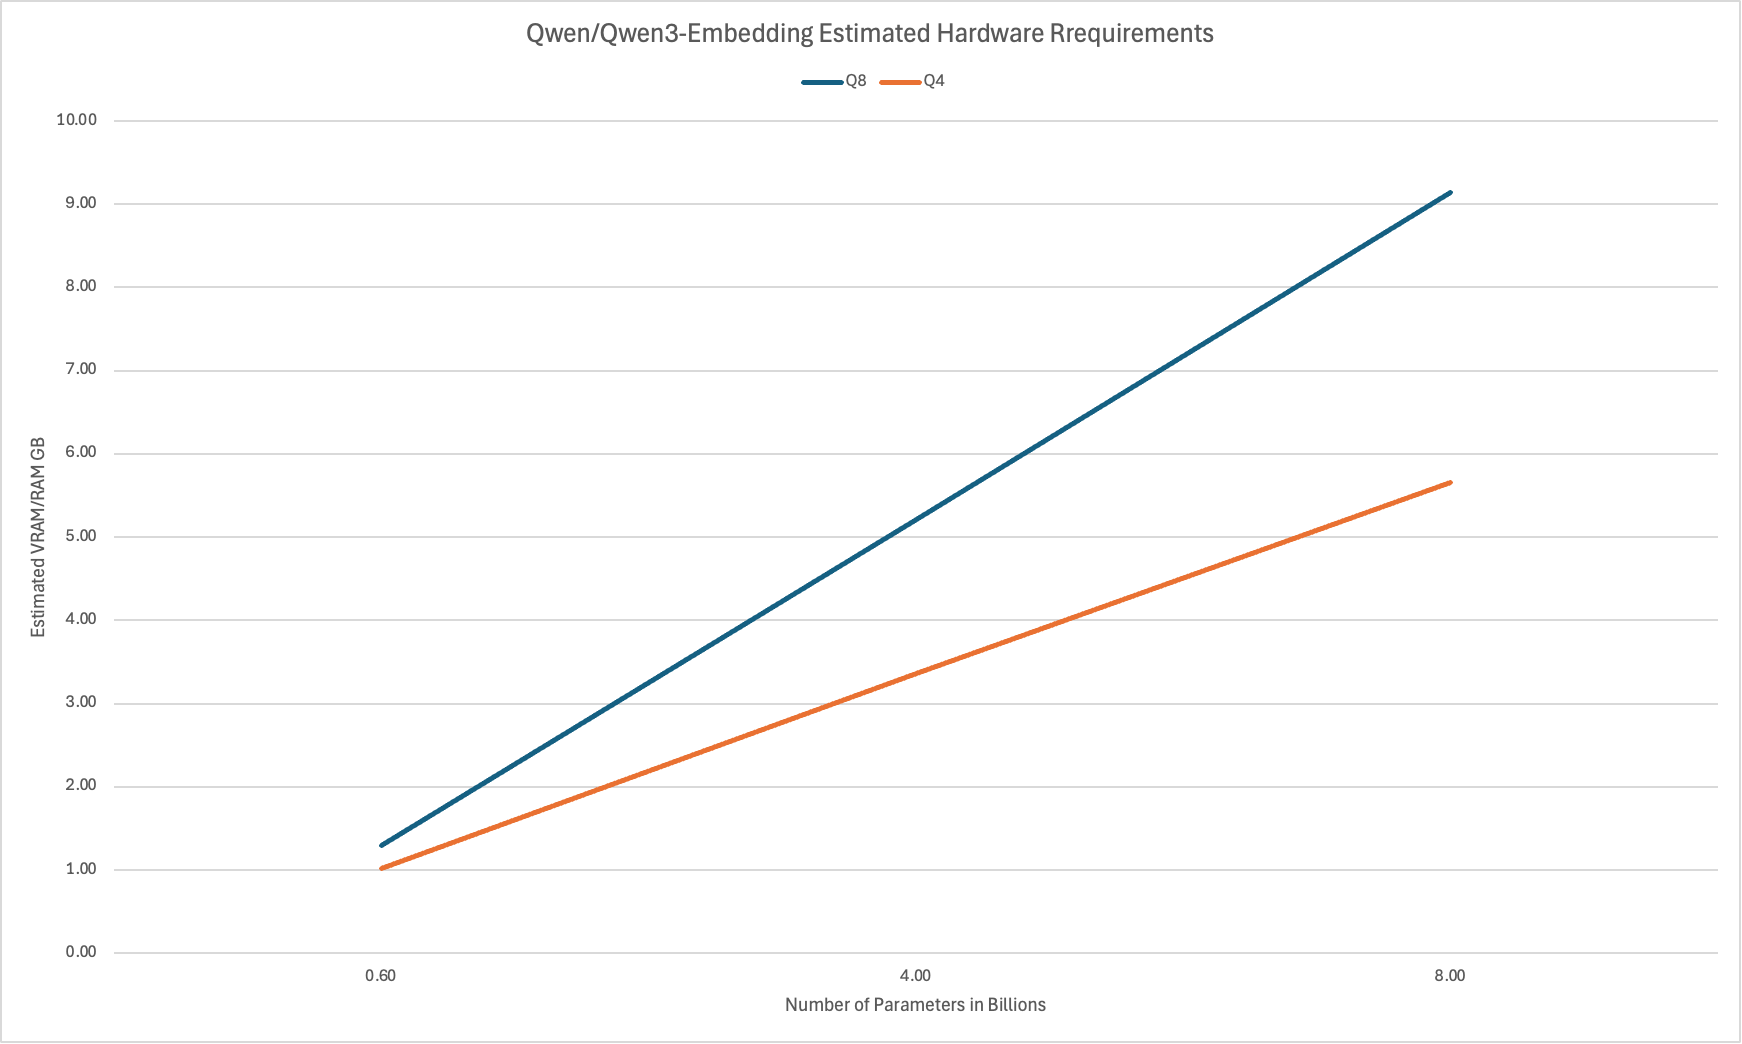 Qwen/Qwen3-Embedding Estimated Hardware Rrequirements
Q8 Q4
10.00
9.00
8.00
7.00
6.00
5.00
4.00
3.00
2.00
1.00
0.00
Estimated VRAM/RAM GB
0.60 4.00 8.00
Number of Parameters in Billions